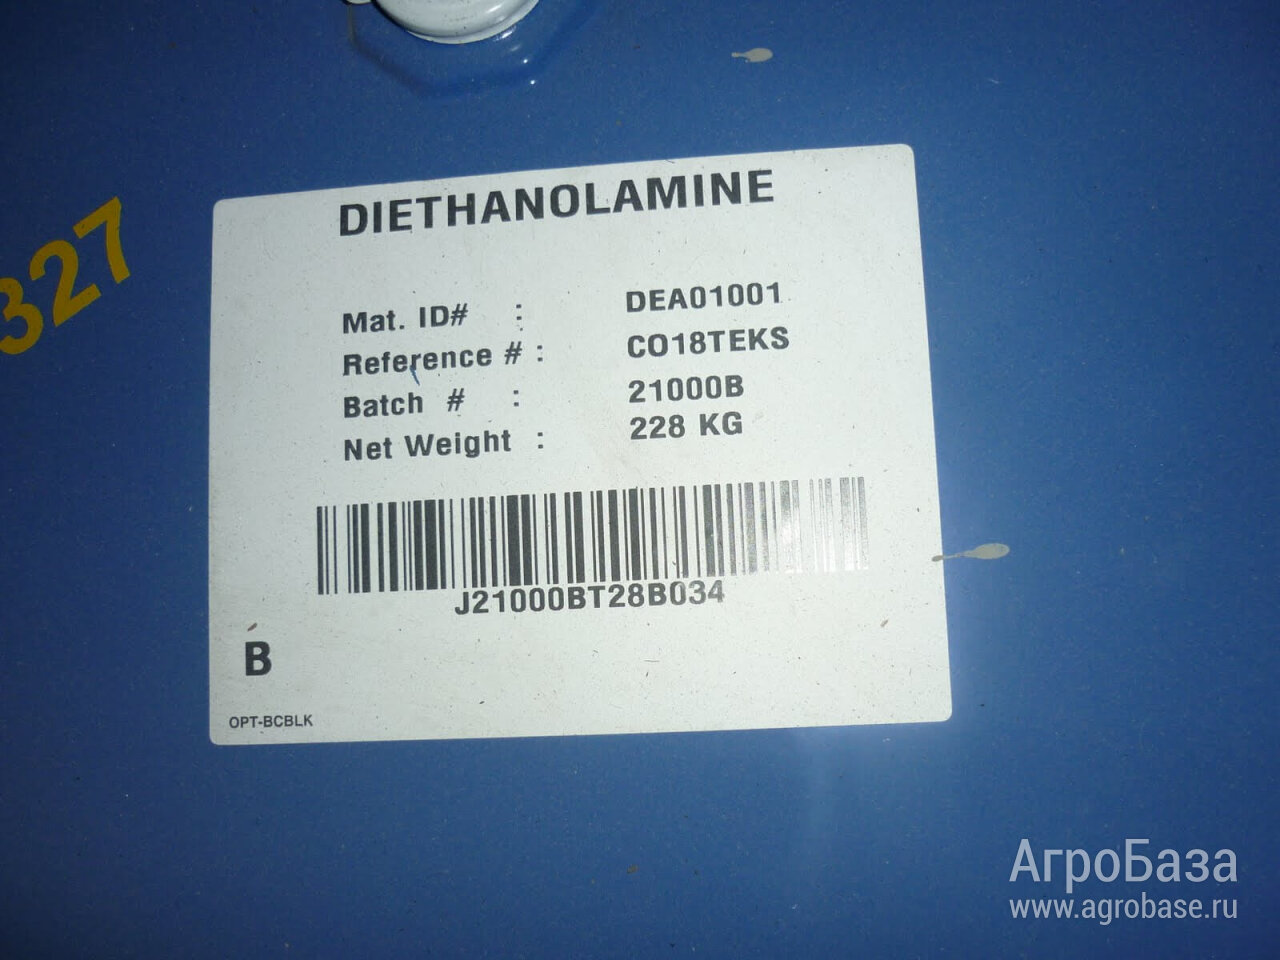 327
DIETHANOLAMINE
Mat. ID# : DEA01001
Reference # : CO18TEKS
Batch # : 21000B
Net Weight : 228 KG
J21000BT28B034
B
OPT-BCBLK
АгроБаза
www.agrobase.ru